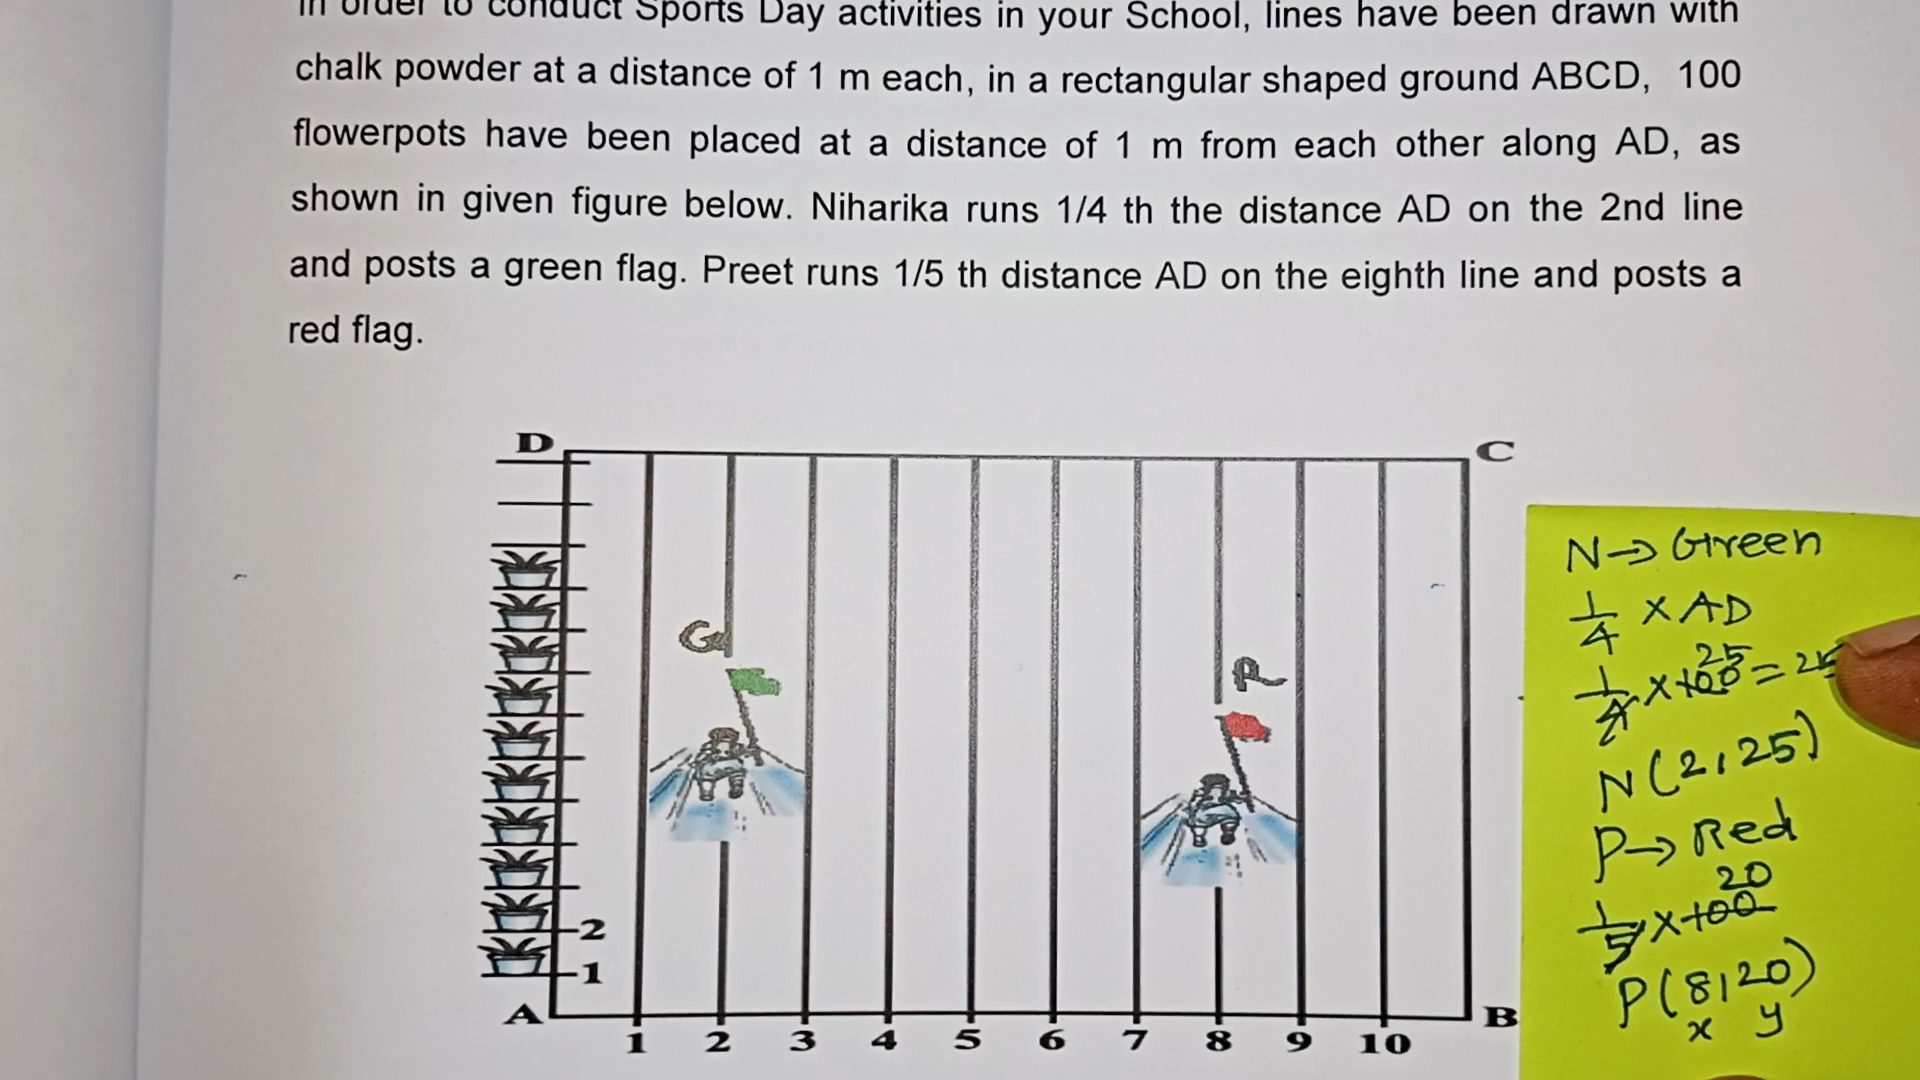 In order to conduct Sports Day activities in your School, lines have been drawn with
chalk powder at a distance of 1 m each, in a rectangular shaped ground ABCD, 100
flowerpots have been placed at a distance of 1 m from each other along AD, as
shown in given figure below. Niharika runs 1/4 th the distance AD on the 2nd line
and posts a green flag. Preet runs 1/5 th distance AD on the eighth line and posts a
red flag.
D
C
G
R
2
1
A
B
1 2 3 4 5 6 7 8 9 10
N→Green
1/4 × AD
25
1/4 × 100 = 25
N(2,25)
P→Red
20
1/5 × 100
P(8,20)
x y